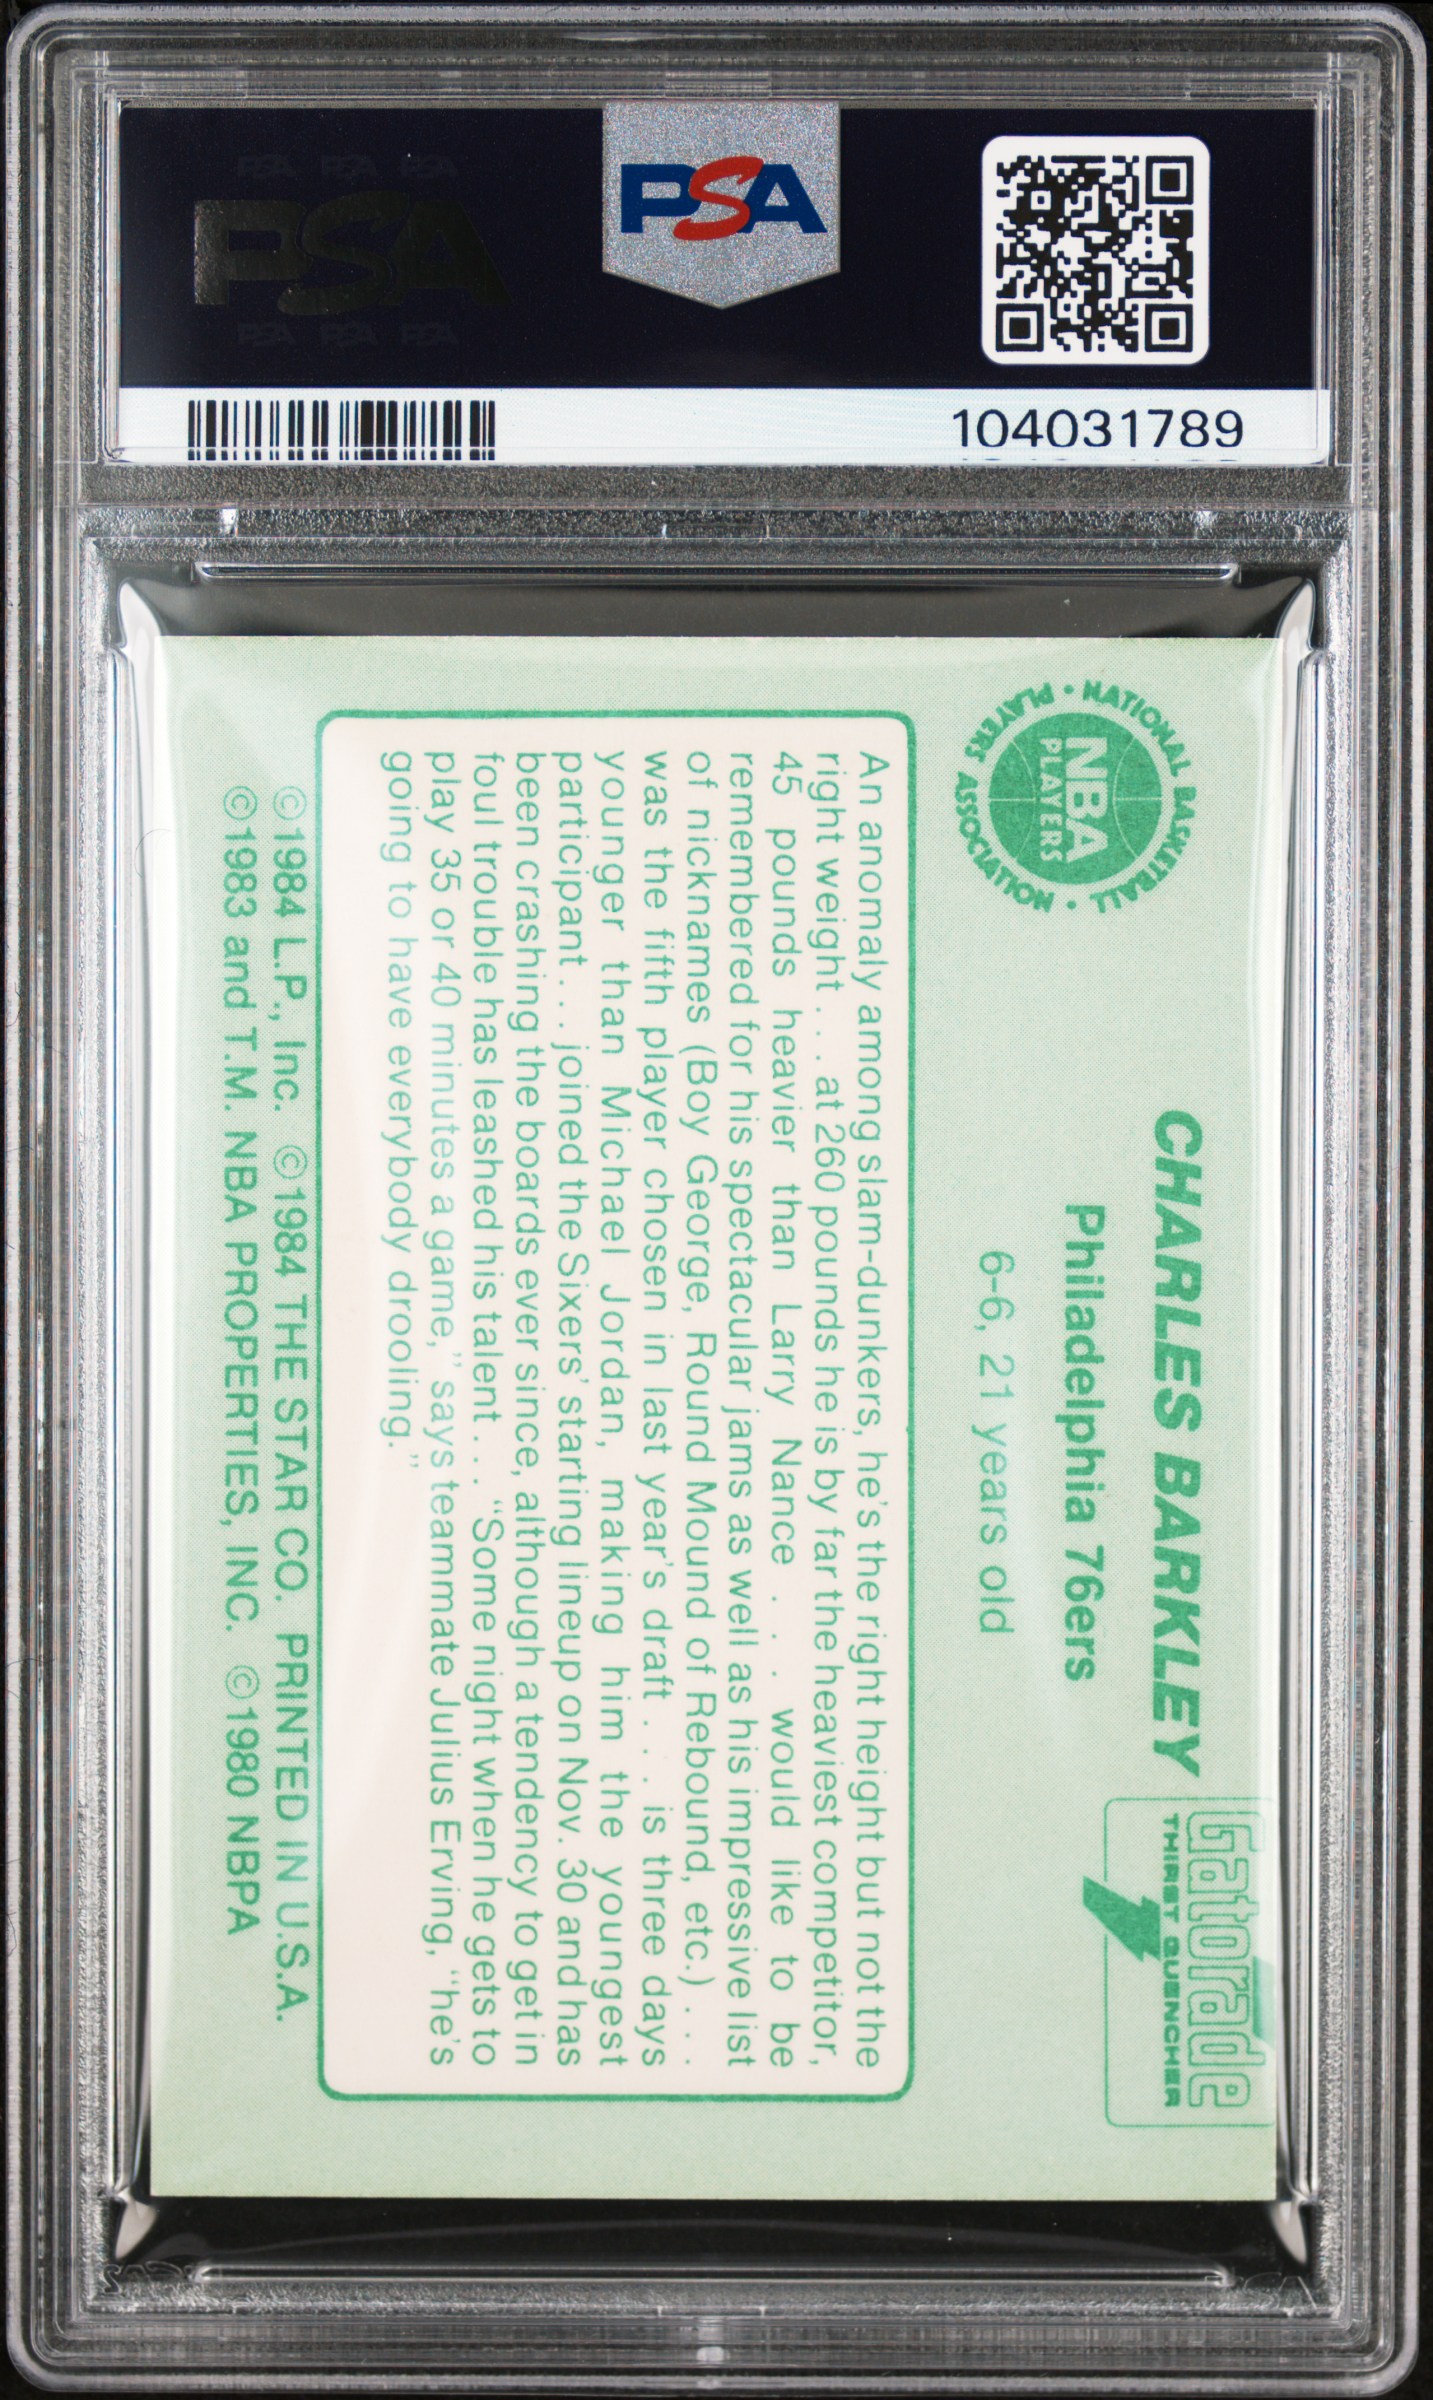 PSA PSA PSA
PSA
PSA PSA PSA
PSA
104031789
NATIONAL BASKETBALL • PLAYERS ASSOCIATION •
NBA
PLAYERS
CHARLES BARKLEY
Philadelphia 76ers
6-6, 21 years old
Gatorade
THIRST QUENCHER
An anomaly among slam-dunkers, he's the right height but not the
right weight . . . at 260 pounds he is by far the heaviest competitor,
45 pounds heavier than Larry Nance . . . would like to be
remembered for his spectacular jams as well as his impressive list
of nicknames (Boy George, Round Mound of Rebound, etc.) . . .
was the fifth player chosen in last year's draft . . . is three days
younger than Michael Jordan, making him the youngest
participant . . . joined the Sixers' starting lineup on Nov. 30 and has
been crashing the boards ever since, although a tendency to get in
foul trouble has leashed his talent . . . "Some night when he gets to
play 35 or 40 minutes a game," says teammate Julius Erving, "he's
going to have everybody drooling."
©1984 L.P., Inc. ©1984 THE STAR CO. PRINTED IN U.S.A.
©1983 and T.M. NBA PROPERTIES, INC. ©1980 NBPA